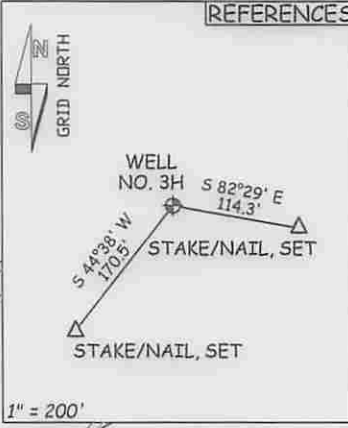 REFERENCES
N
S
GRID NORTH
WELL
NO. 3H
S 82°29' E
114.3'
STAKE/NAIL, SET
S 44°38' W
170.5'
STAKE/NAIL, SET
1" = 200'